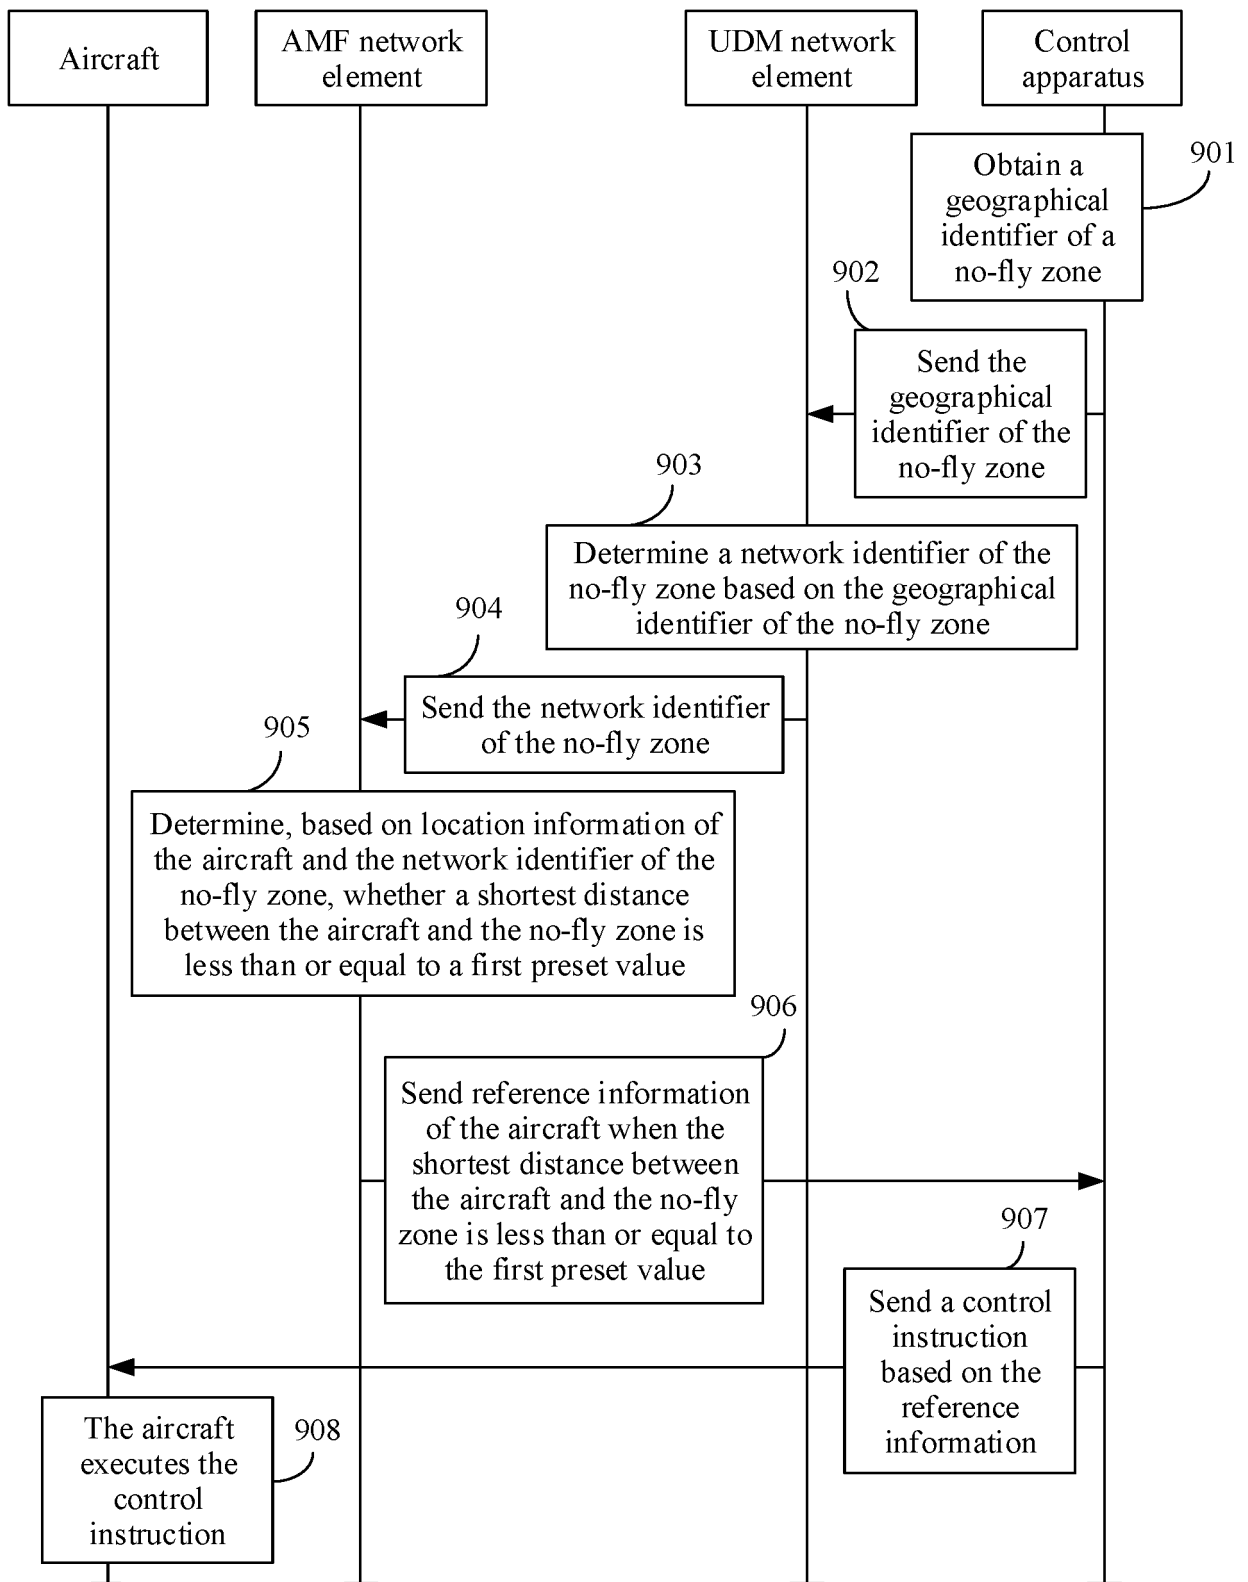 Aircraft
AMF network
element
UDM network
element
Control
apparatus
901
Obtain a
geographical
identifier of a
no-fly zone
902
Send the
geographical
identifier of the
no-fly zone
903
Determine a network identifier of the
no-fly zone based on the geographical
identifier of the no-fly zone
904
Send the network identifier
of the no-fly zone
905
Determine, based on location information of
the aircraft and the network identifier of the
no-fly zone, whether a shortest distance
between the aircraft and the no-fly zone is
less than or equal to a first preset value
906
Send reference information
of the aircraft when the
shortest distance between
the aircraft and the no-fly
zone is less than or equal to
the first preset value
907
Send a control
instruction
based on the
reference
information
908
The aircraft
executes the
control
instruction